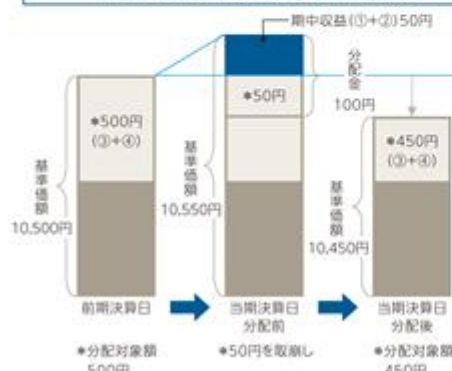 期中収益(①+②)50円
*500円
(③+④)
基準価額
10,500円
*50円
基準価額
10,550円
分配金
100円
*450円
(③+④)
基準価額
10,450円
前期決算日
当期決算日
分配前
当期決算日
分配後
*分配対象額
500円
*50円を取崩し
*分配対象額
450円